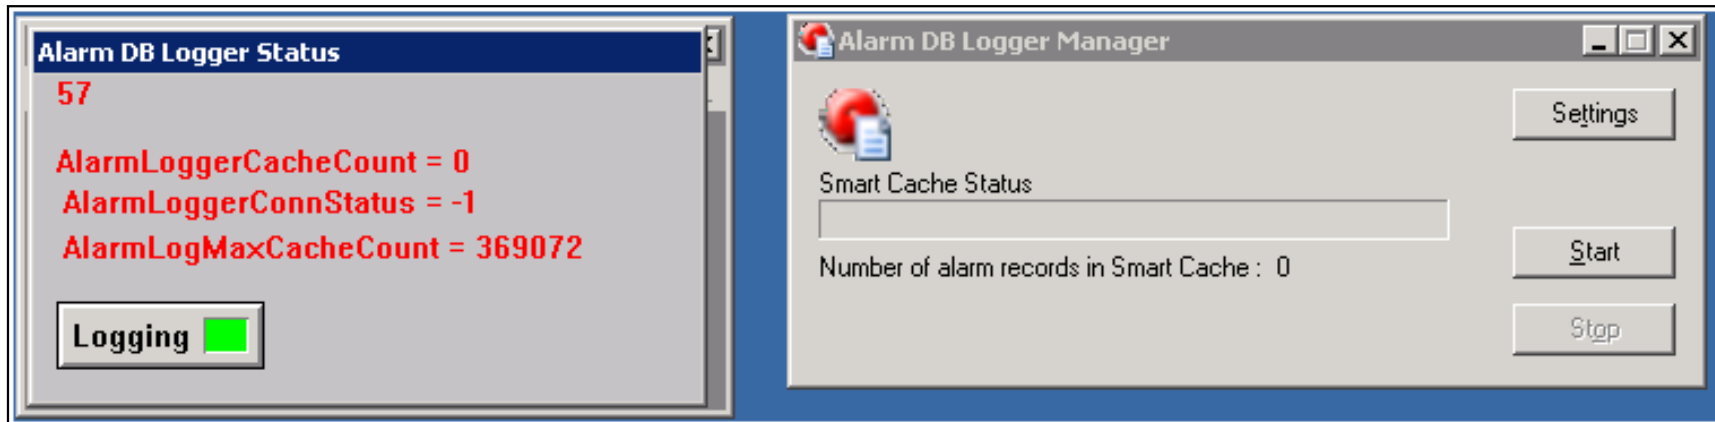 Alarm DB Logger Status
57
AlarmLoggerCacheCount = 0
AlarmLoggerConnStatus = -1
AlarmLogMaxCacheCount = 369072
Logging
Alarm DB Logger Manager
Settings
Smart Cache Status
Start
Number of alarm records in Smart Cache : 0
Stop